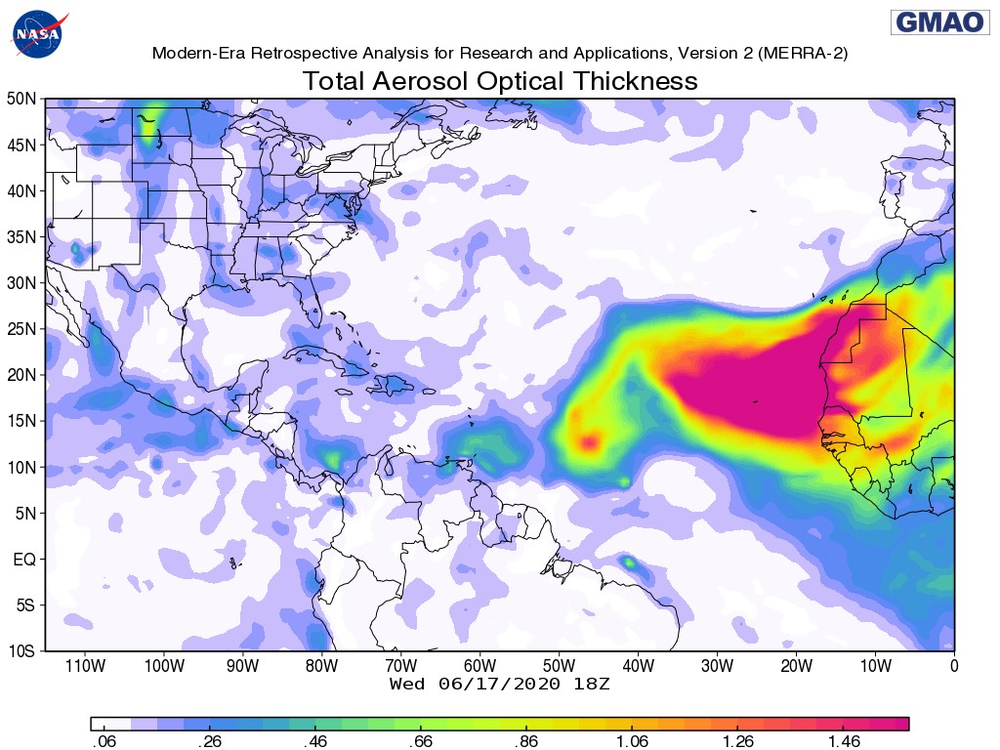 NASA
GMAO
Modern-Era Retrospective Analysis for Research and Applications, Version 2 (MERRA-2)
Total Aerosol Optical Thickness
50N
45N
40N
35N
30N
25N
20N
15N
10N
5N
EQ
5S
10S
110W 100W 90W 80W 70W 60W 50W 40W 30W 20W 10W 0
Wed 06/17/2020 18Z
.06 .26 .46 .66 .86 1.06 1.26 1.46